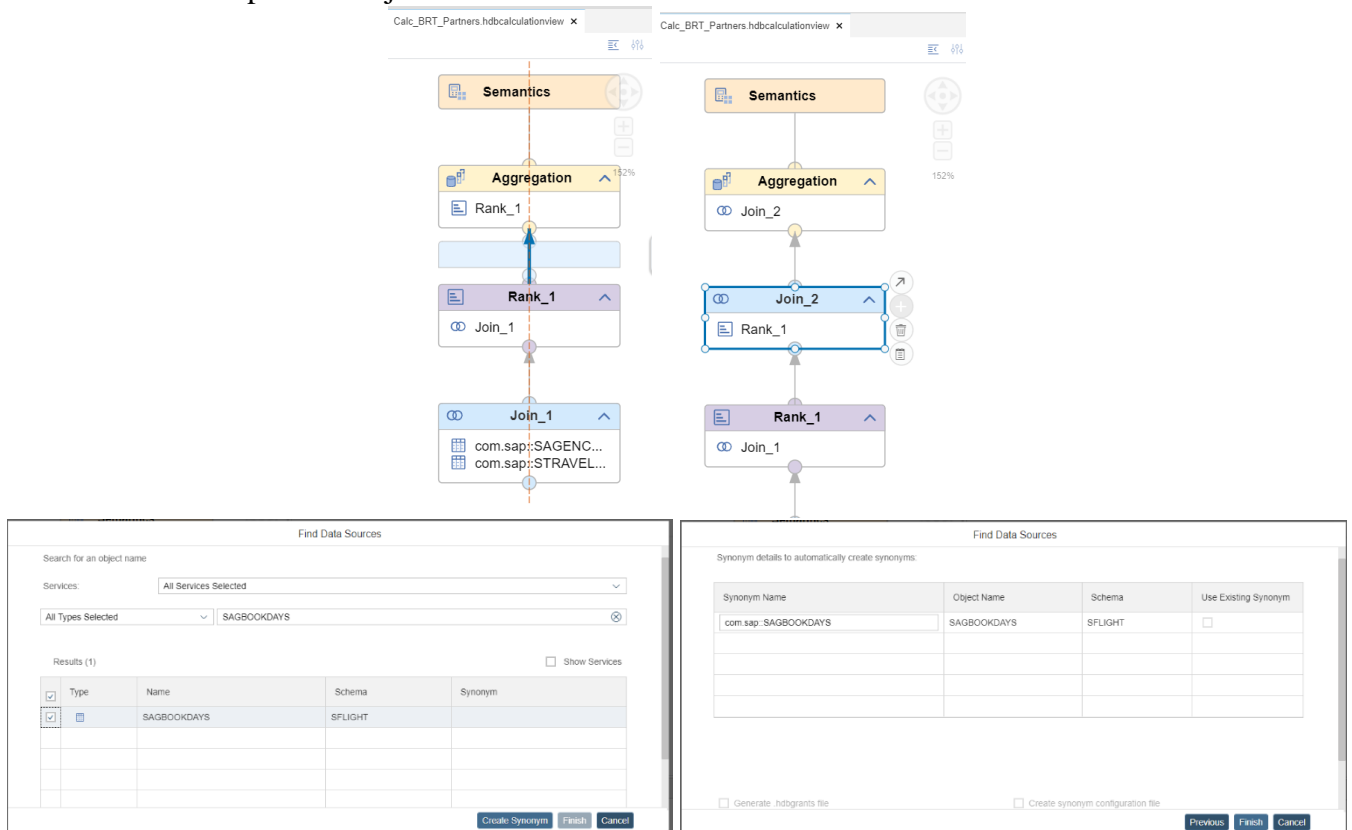 Calc_BRT_Partners.hdbcalculationview ×
Semantics
152%
Aggregation
Rank_1
Rank_1
Join_1
Join_1
com.sap::SAGENC...
com.sap::STRAVEL...
Calc_BRT_Partners.hdbcalculationview ×
Semantics
152%
Aggregation
Join_2
Join_2
Rank_1
Rank_1
Join_1
Find Data Sources
Search for an object name
Services: All Services Selected
All Types Selected SAGBOOKDAYS
Results (1) Show Services
Type Name Schema Synonym
SAGBOOKDAYS SFLIGHT
Create Synonym Finish Cancel
Find Data Sources
Synonym details to automatically create synonyms:
Synonym Name Object Name Schema Use Existing Synonym
com.sap::SAGBOOKDAYS SAGBOOKDAYS SFLIGHT
Generate .hdbgrants file Create synonym configuration file
Previous Finish Cancel